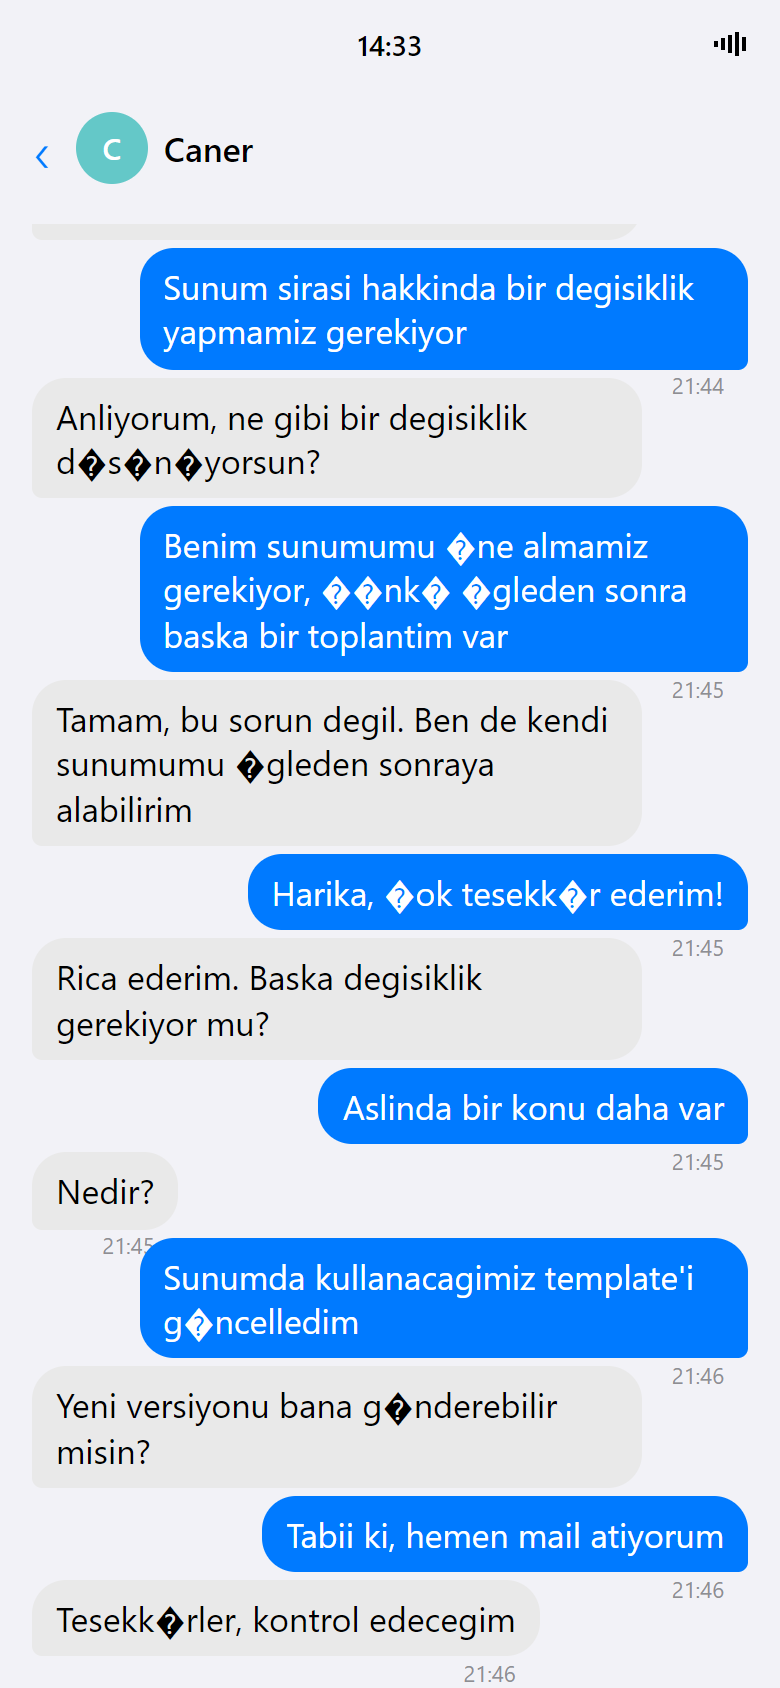 14:33
C
Caner
Sunum sirasi hakkinda bir degisiklik
yapmamiz gerekiyor
21:44
Anliyorum, ne gibi bir degisiklik
d�s�n�yorsun?
Benim sunumumu �ne almamiz
gerekiyor, ��nk� �gleden sonra
baska bir toplantim var
21:45
Tamam, bu sorun degil. Ben de kendi
sunumumu �gleden sonraya
alabilirim
Harika, �ok tesekk�r ederim!
21:45
Rica ederim. Baska degisiklik
gerekiyor mu?
Aslinda bir konu daha var
21:45
Nedir?
21:45
Sunumda kullanacagimiz template'i
g�ncelledim
21:46
Yeni versiyonu bana g�nderebilir
misin?
Tabii ki, hemen mail atiyorum
21:46
Tesekk�rler, kontrol edecegim
21:46